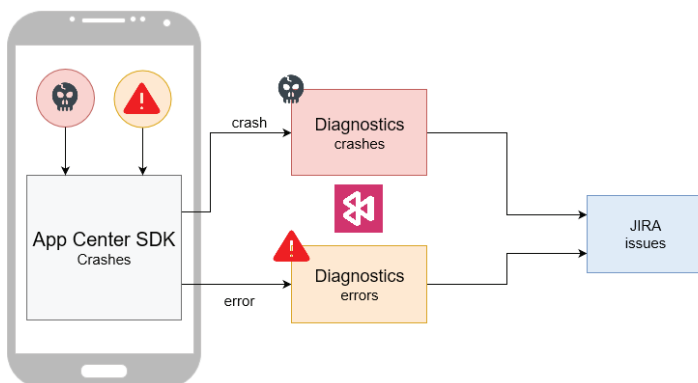 App Center SDK
Crashes
crash
error
Diagnostics
crashes
Diagnostics
errors
JIRA
issues